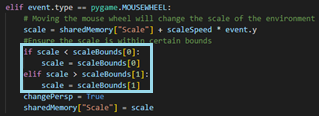 elif event.type == pygame.MOUSEWHEEL:
    # Moving the mouse wheel will change the scale of the environment
    scale = sharedMemory["Scale"] + scaleSpeed * event.y
    #Ensure the scale is within certain bounds
    if scale < scaleBounds[0]:
        scale = scaleBounds[0]
    elif scale > scaleBounds[1]:
        scale = scaleBounds[1]
    changePersp = True
    sharedMemory["Scale"] = scale